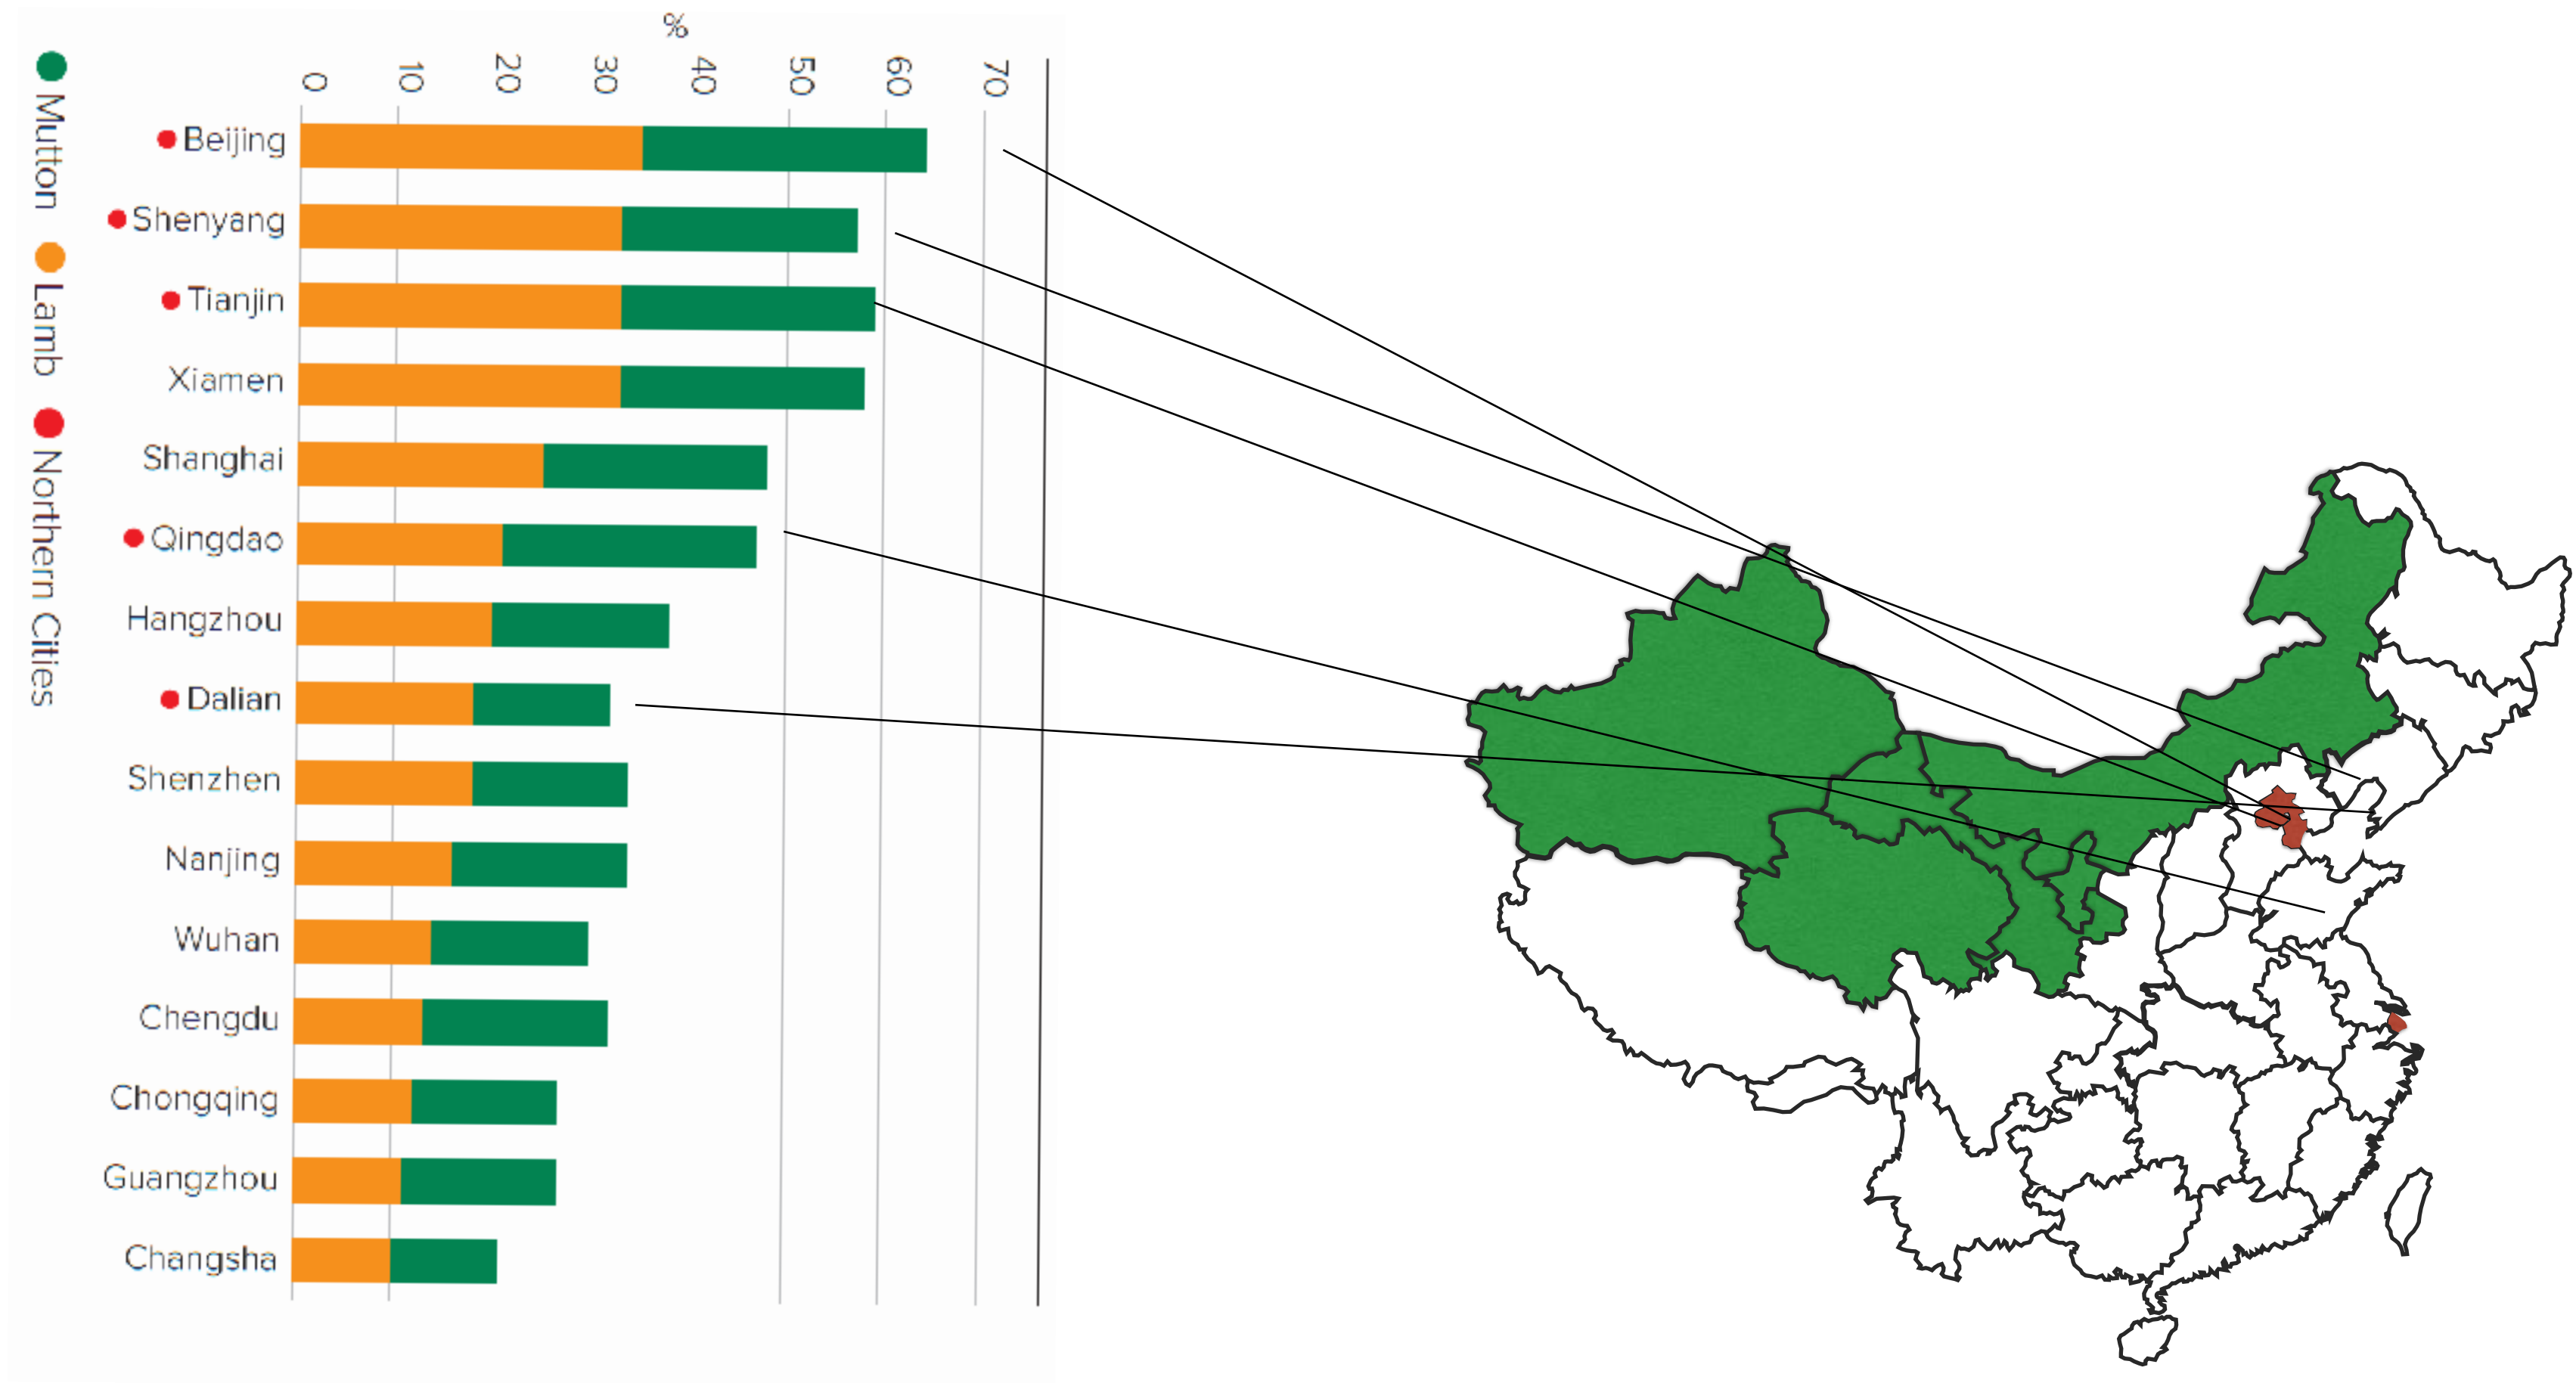 %
0 10 20 30 40 50 60 70
Mutton Lamb Northern Cities
Beijing
Shenyang
Tianjin
Xiamen
Shanghai
Qingdao
Hangzhou
Dalian
Shenzhen
Nanjing
Wuhan
Chengdu
Chongqing
Guangzhou
Changsha